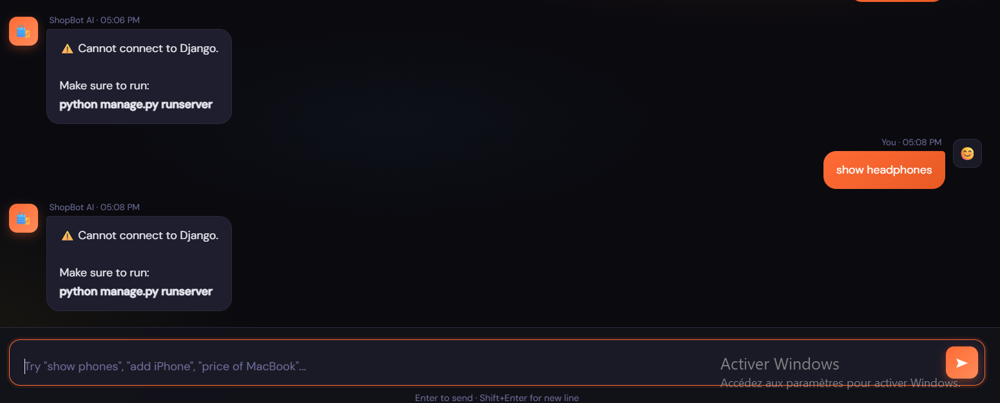 ShopBot AI · 05:06 PM
⚠️ Cannot connect to Django.
Make sure to run:
python manage.py runserver
You · 05:08 PM
show headphones
ShopBot AI · 05:08 PM
⚠️ Cannot connect to Django.
Make sure to run:
python manage.py runserver
Try "show phones", "add iPhone", "price of MacBook"...
Activer Windows
Accédez aux paramètres pour activer Windows.
Enter to send · Shift+Enter for new line